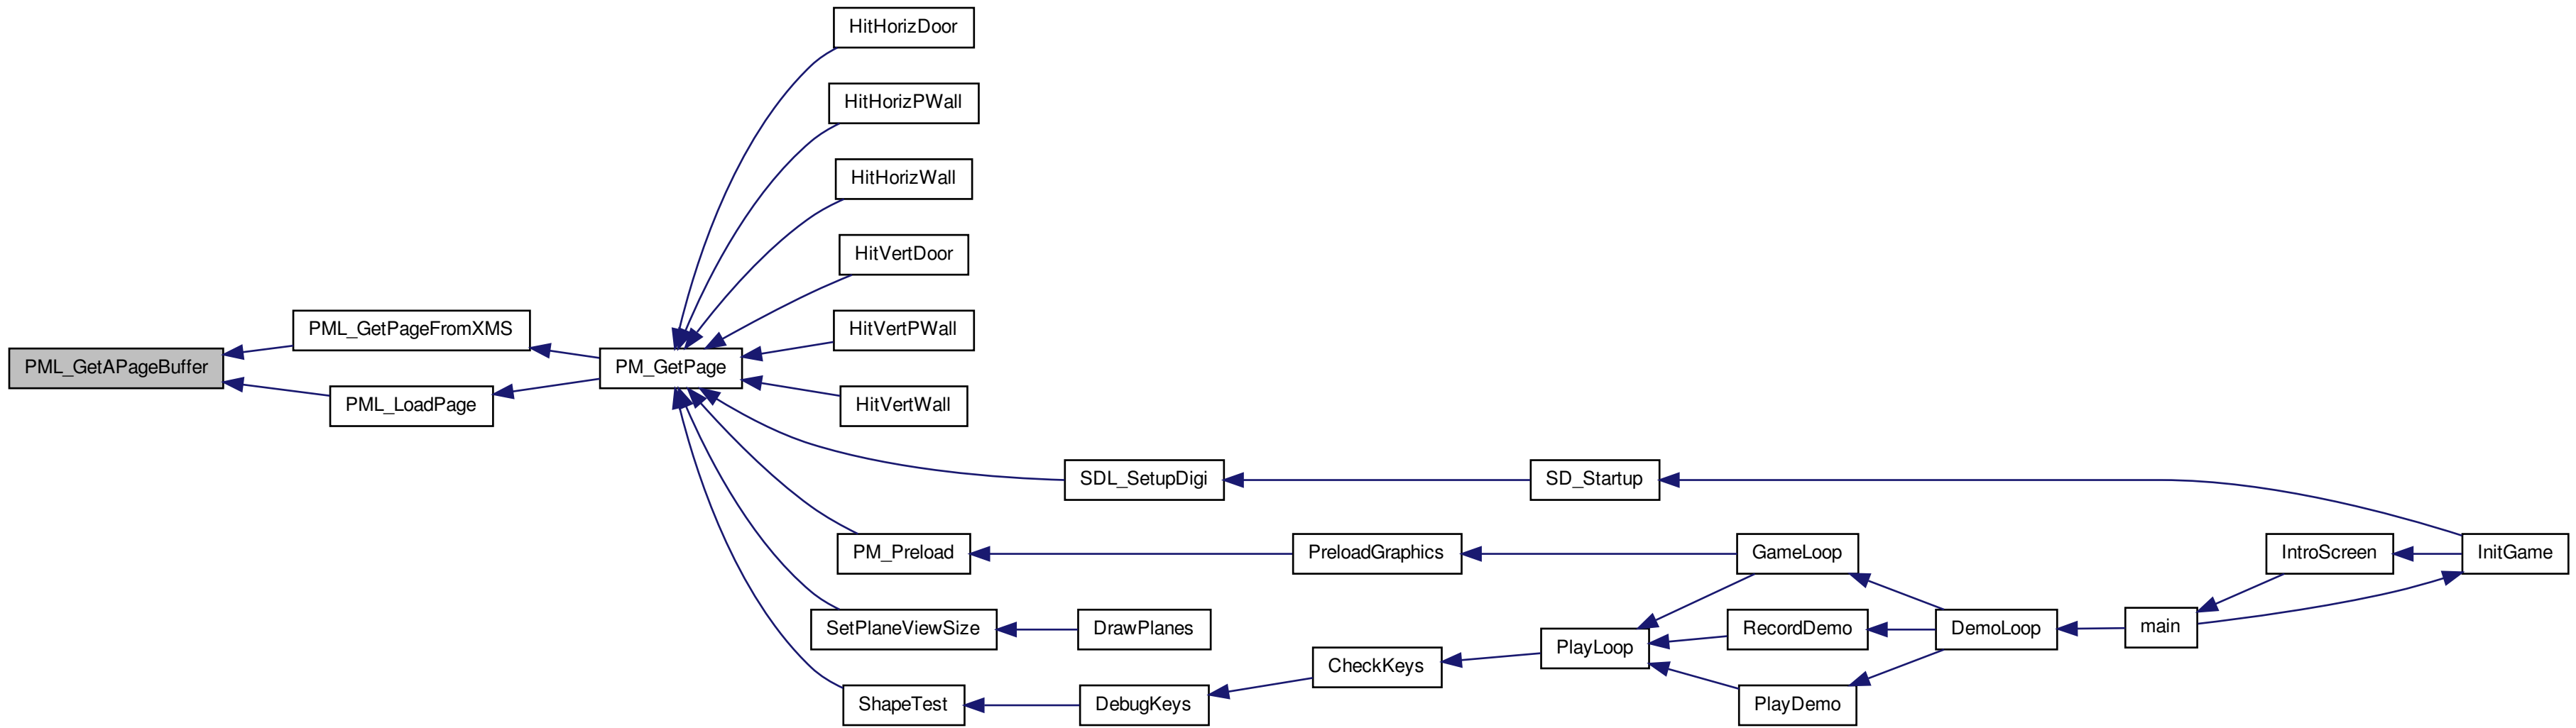 HitHorizDoor
HitHorizPWall
HitHorizWall
HitVertDoor
PML_GetPageFromXMS
HitVertPWall
PML_GetAPageBuffer
PM_GetPage
PML_LoadPage
HitVertWall
SDL_SetupDigi
SD_Startup
PM_Preload
PreloadGraphics
GameLoop
IntroScreen
InitGame
SetPlaneViewSize
DrawPlanes
RecordDemo
DemoLoop
main
PlayLoop
CheckKeys
ShapeTest
DebugKeys
PlayDemo